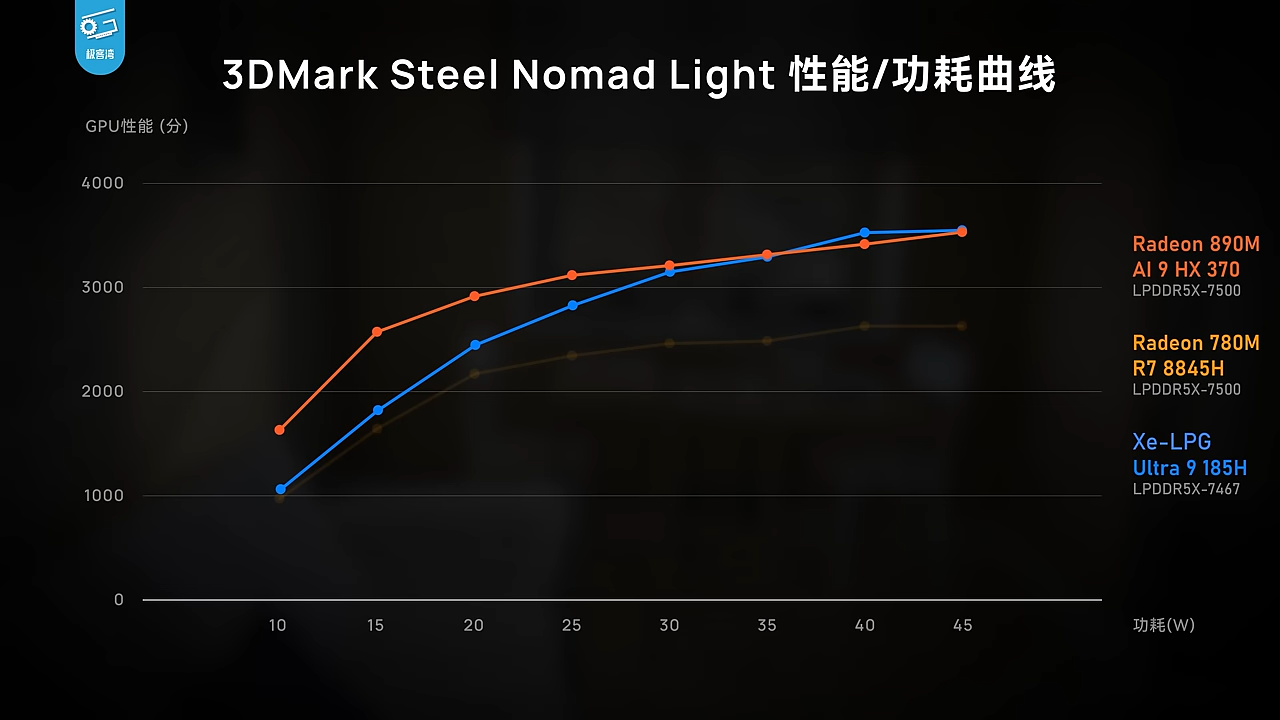 极客湾
3DMark Steel Nomad Light 性能/功耗曲线
GPU性能 (分)
4000
3000
2000
1000
0
10 15 20 25 30 35 40 45
功耗(W)
Radeon 890M
AI 9 HX 370
LPDDR5X-7500
Radeon 780M
R7 8845H
LPDDR5X-7500
Xe-LPG
Ultra 9 185H
LPDDR5X-7467